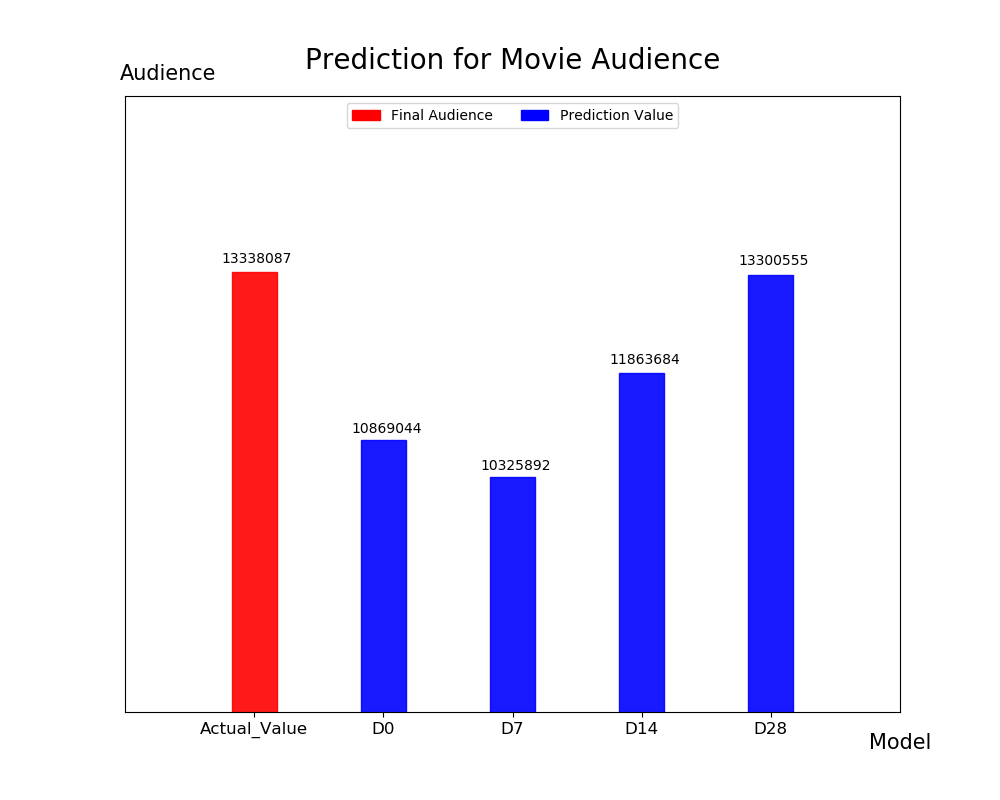 Prediction for Movie Audience
Audience
Final Audience
Prediction Value
13338087
10869044
10325892
11863684
13300555
Actual_Value
D0
D7
D14
D28
Model